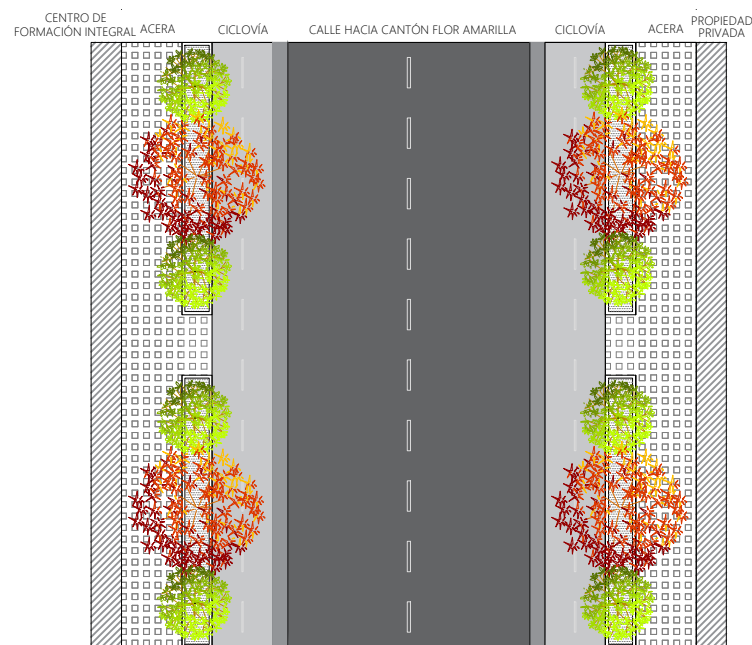 CENTRO DE
FORMACIÓN INTEGRAL
ACERA
CICLOVÍA
CALLE HACIA CANTÓN FLOR AMARILLA
CICLOVÍA
ACERA
PROPIEDAD
PRIVADA